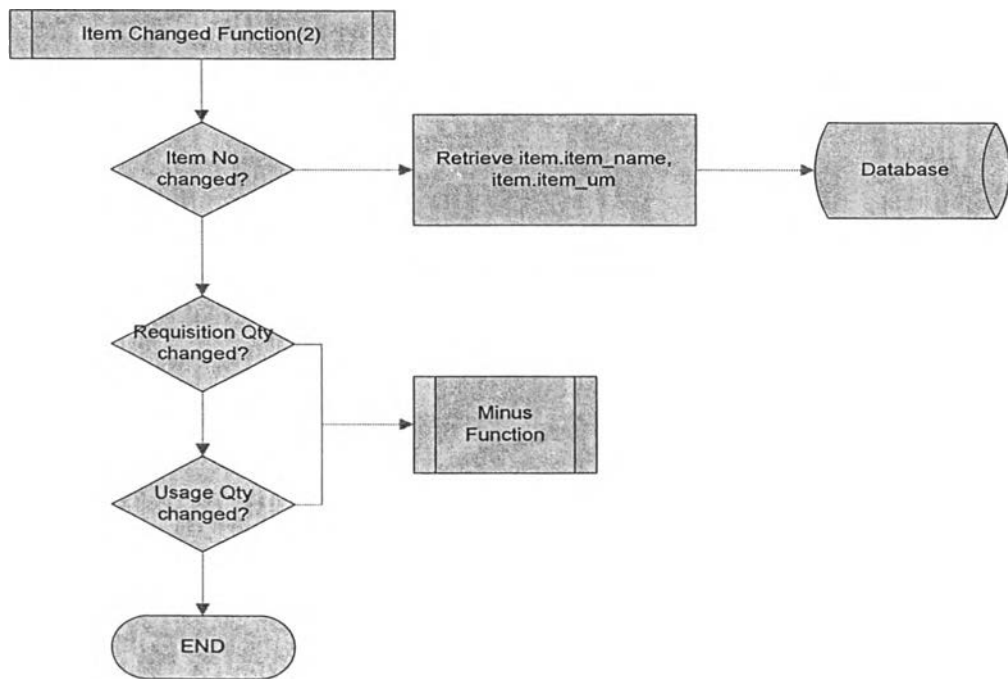 Item Changed Function(2)
Item No
changed?
Retrieve item.item_name,
item.item_um
Database
Requisition Qty
changed?
Minus
Function
Usage Qty
changed?
END